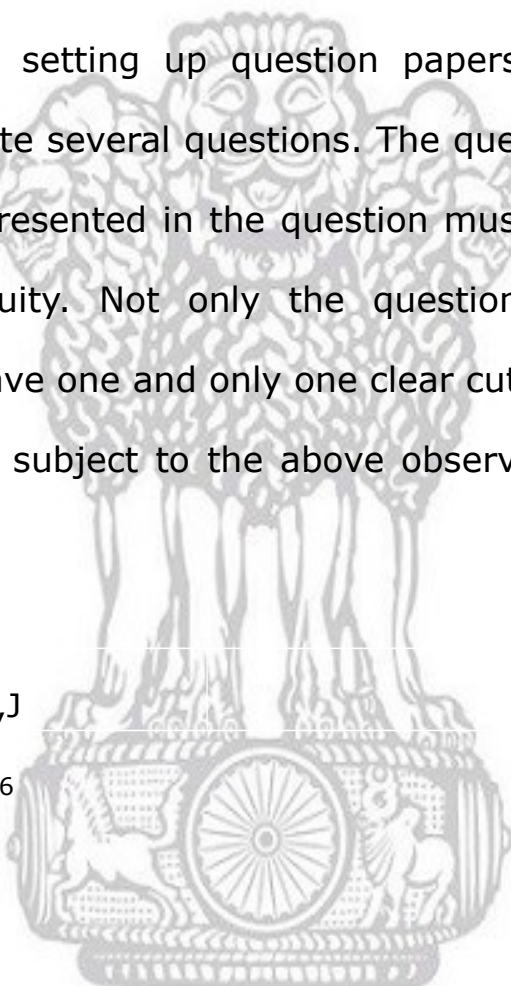 setting up question papers
te several questions. The que
resented in the question mus
uity. Not only the question
ve one and only one clear cut
subject to the above observ
,J
6